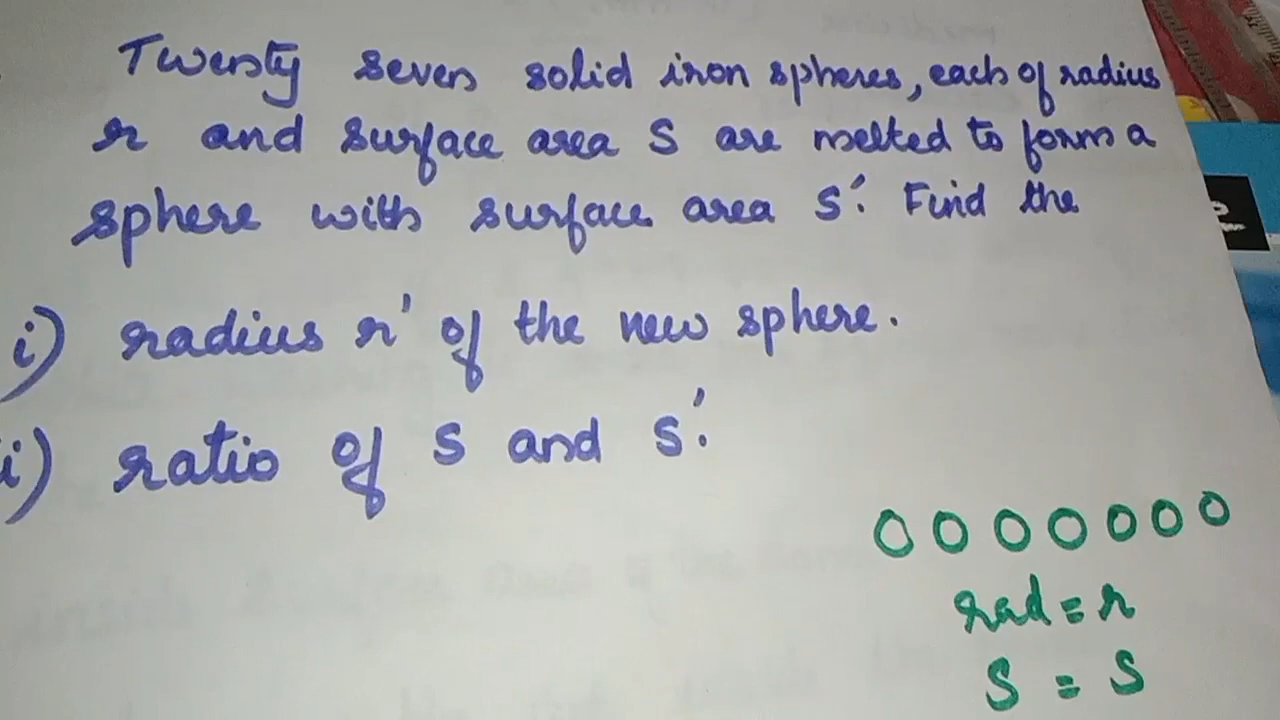 Twenty seven solid iron spheres, each of radius
r and surface area S are melted to form a
sphere with surface area S'. Find the
i) radius r' of the new sphere.
i) ratio of S and S'.
rad = r
S = S